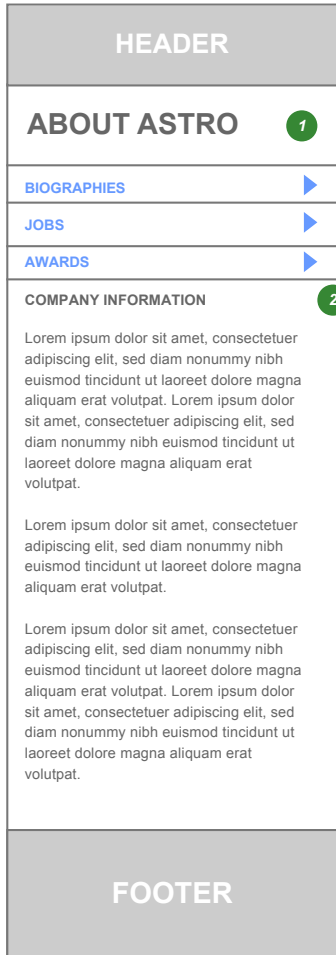 HEADER
ABOUT ASTRO 1
BIOGRAPHIES
JOBS
AWARDS
COMPANY INFORMATION 2
Lorem ipsum dolor sit amet, consectetuer
adipiscing elit, sed diam nonummy nibh
euismod tincidunt ut laoreet dolore magna
aliquam erat volutpat. Lorem ipsum dolor
sit amet, consectetuer adipiscing elit, sed
diam nonummy nibh euismod tincidunt ut
laoreet dolore magna aliquam erat
volutpat.
Lorem ipsum dolor sit amet, consectetuer
adipiscing elit, sed diam nonummy nibh
euismod tincidunt ut laoreet dolore magna
aliquam erat volutpat.
Lorem ipsum dolor sit amet, consectetuer
adipiscing elit, sed diam nonummy nibh
euismod tincidunt ut laoreet dolore magna
aliquam erat volutpat. Lorem ipsum dolor
sit amet, consectetuer adipiscing elit, sed
diam nonummy nibh euismod tincidunt ut
laoreet dolore magna aliquam erat
volutpat.
FOOTER